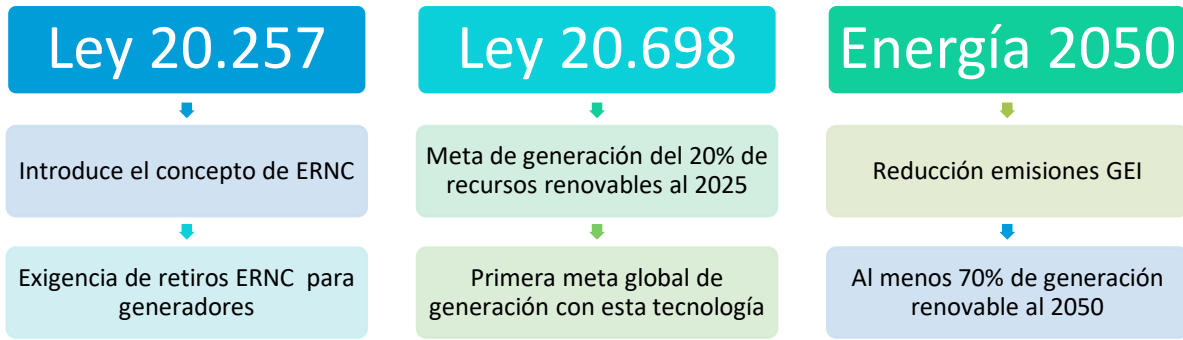 Ley 20.257
Introduce el concepto de ERNC
Exigencia de retiros ERNC para
generadores
Ley 20.698
Meta de generación del 20% de
recursos renovables al 2025
Primera meta global de
generación con esta tecnología
Energía 2050
Reducción emisiones GEI
Al menos 70% de generación
renovable al 2050